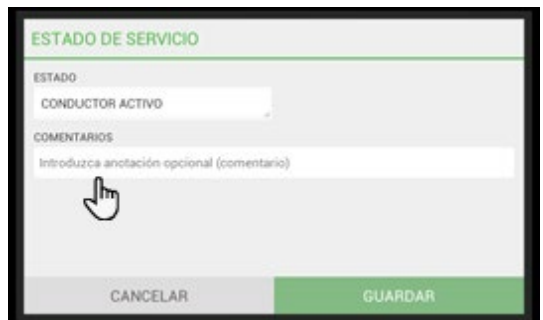 ESTADO DE SERVICIO
ESTADO
CONDUCTOR ACTIVO
COMENTARIOS
Introduzca anotación opcional (comentario)
CANCELAR GUARDAR